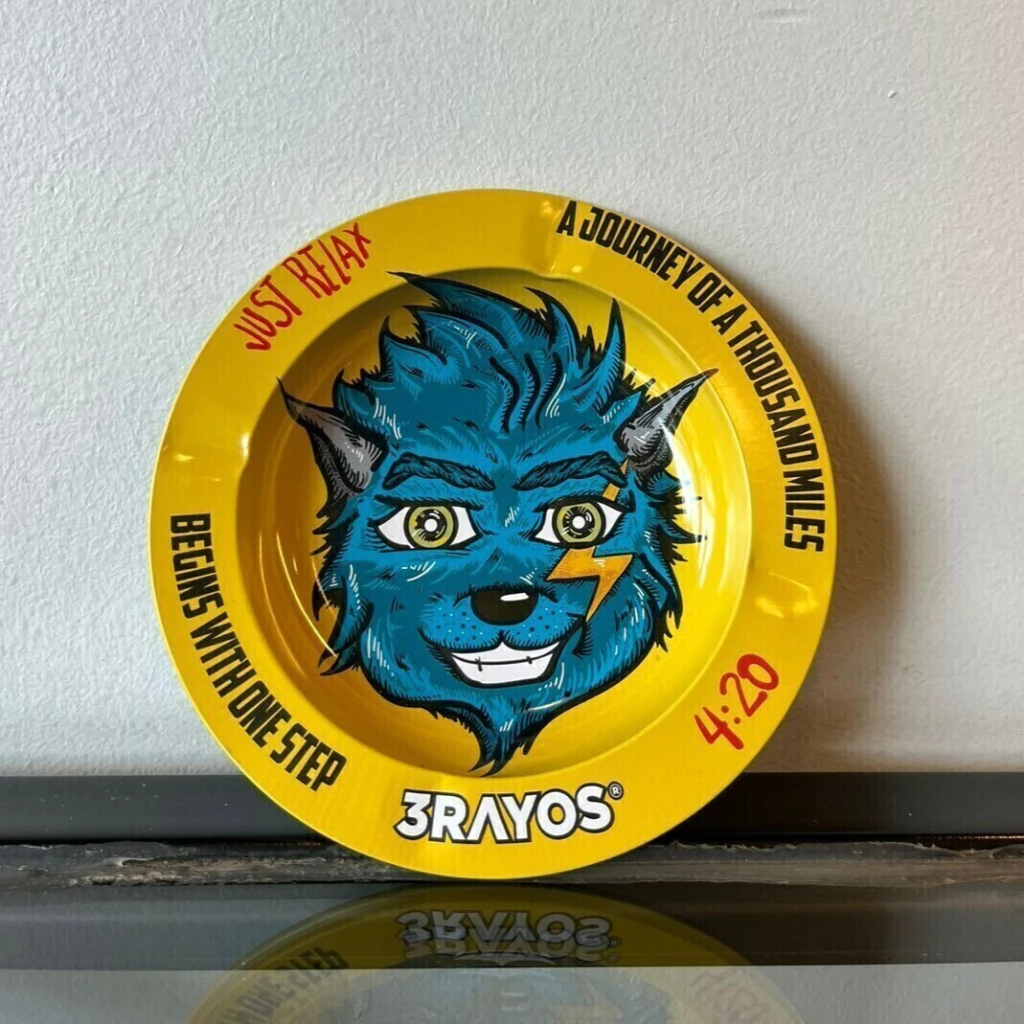 JUST RELAX
A JOURNEY OF A THOUSAND MILES
BEGINS WITH ONE STEP
4:20
3RAYOS®